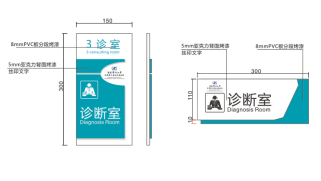 150
8mmPVC板分段烤漆
5mm亚克力背面烤漆
丝印文字
300
3 诊室
3 consulting room
诊断室
Diagnosis Room
5mm亚克力背面烤漆
丝印文字
8mmPVC板分段烤漆
300
110
10
诊断室
Diagnosis Room